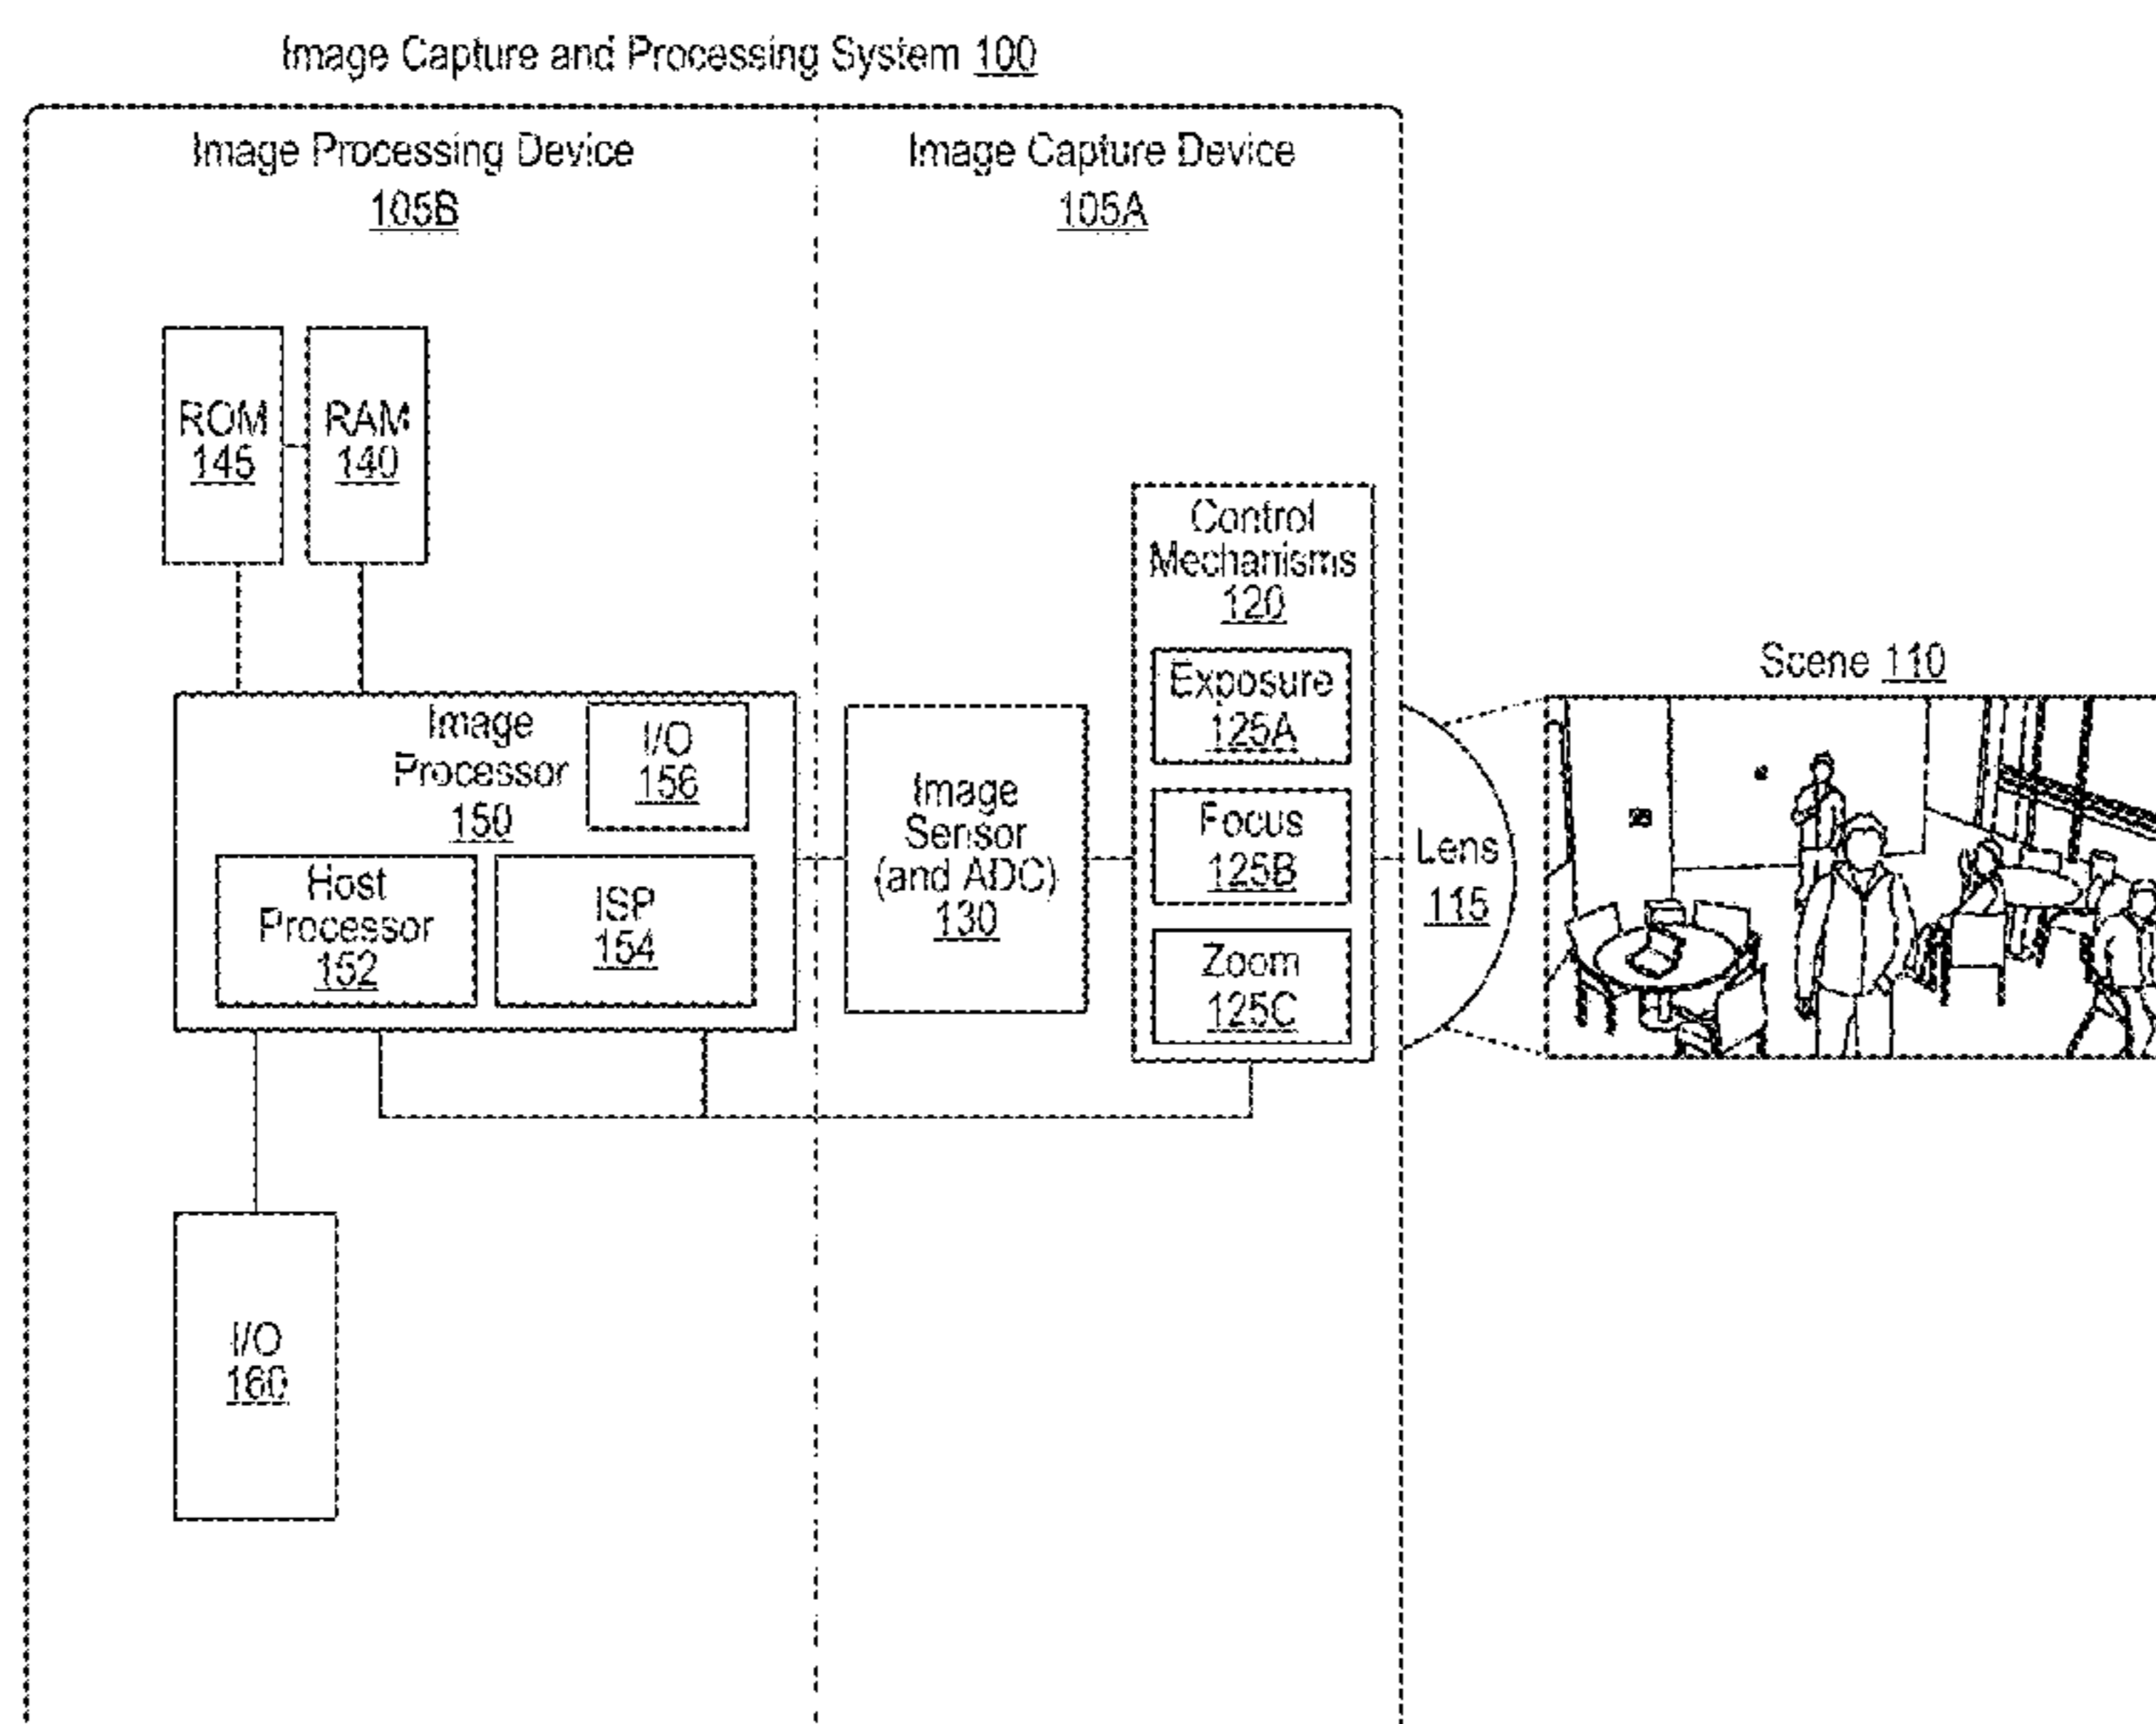 Image Capture and Processing System 100
Image Processing Device
105B
Image Capture Device
105A
ROM
145
RAM
140
Control
Mechanisms
120
Exposure
125A
Focus
125B
Zoom
125C
Scene 110
Image
Processor
150
I/O
156
Host
Processor
152
ISP
154
Image
Sensor
(and ADC)
130
Lens
115
I/O
160